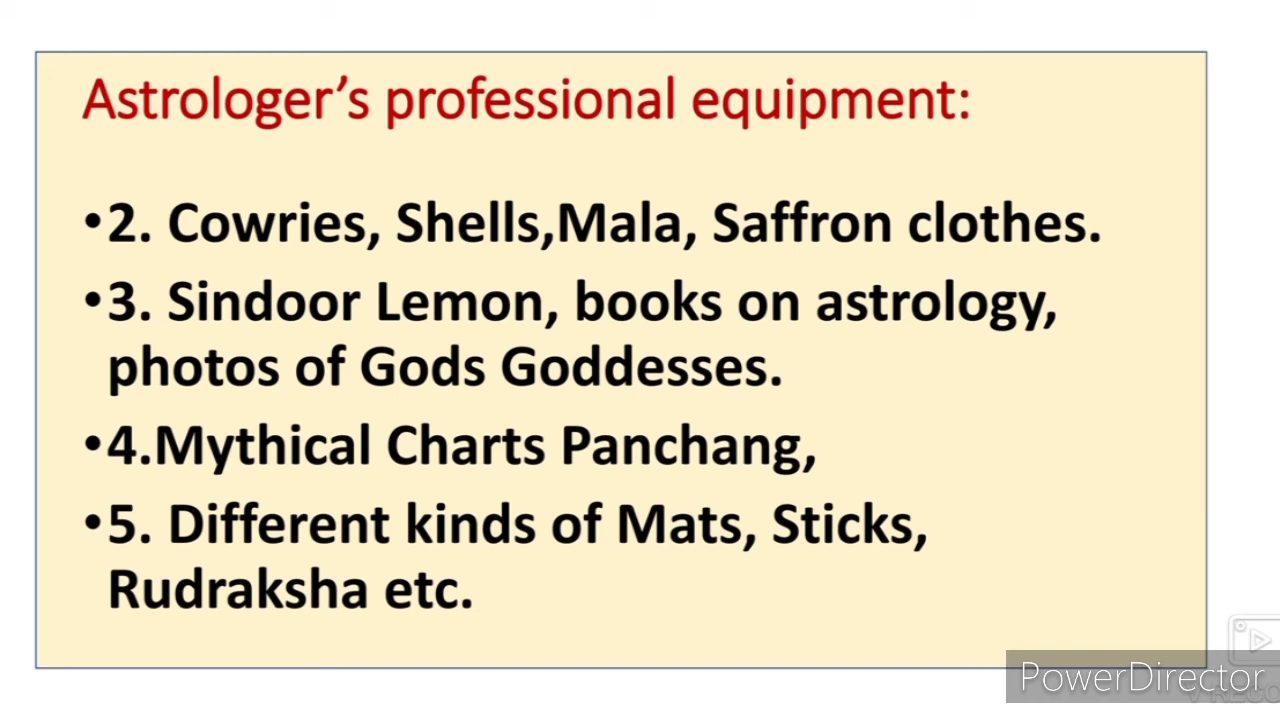 Astrologer’s professional equipment:
•2. Cowries, Shells,Mala, Saffron clothes.
•3. Sindoor Lemon, books on astrology,
photos of Gods Goddesses.
•4.Mythical Charts Panchang,
•5. Different kinds of Mats, Sticks,
Rudraksha etc.
PowerDirector